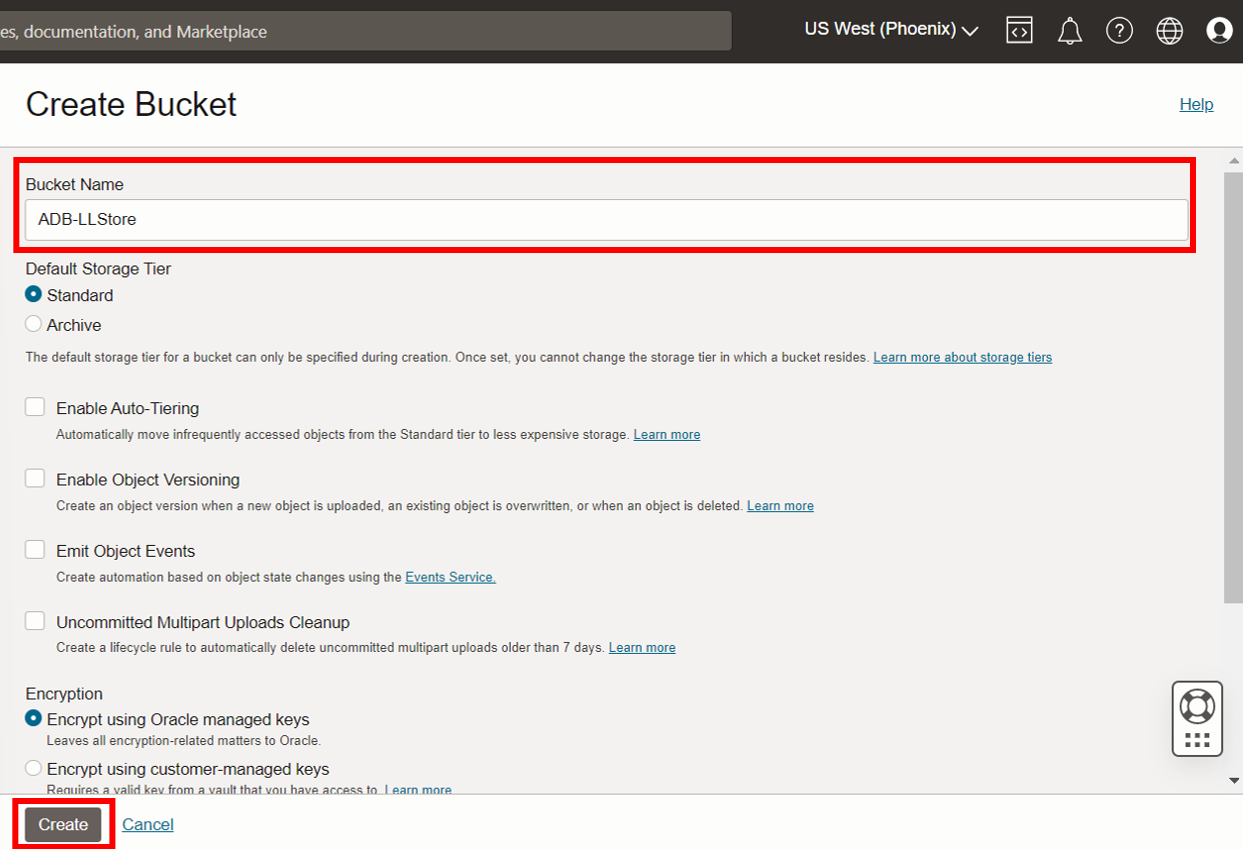 es, documentation, and Marketplace
US West (Phoenix)
Create Bucket
Help
Bucket Name
ADB-LLStore
Default Storage Tier
Standard
Archive
The default storage tier for a bucket can only be specified during creation. Once set, you cannot change the storage tier in which a bucket resides. Learn more about storage tiers
Enable Auto-Tiering
Automatically move infrequently accessed objects from the Standard tier to less expensive storage. Learn more
Enable Object Versioning
Create an object version when a new object is uploaded, an existing object is overwritten, or when an object is deleted. Learn more
Emit Object Events
Create automation based on object state changes using the Events Service.
Uncommitted Multipart Uploads Cleanup
Create a lifecycle rule to automatically delete uncommitted multipart uploads older than 7 days. Learn more
Encryption
Encrypt using Oracle managed keys
Leaves all encryption-related matters to Oracle.
Encrypt using customer-managed keys
Requires a valid key from a vault that you have access to. Learn more
Create
Cancel